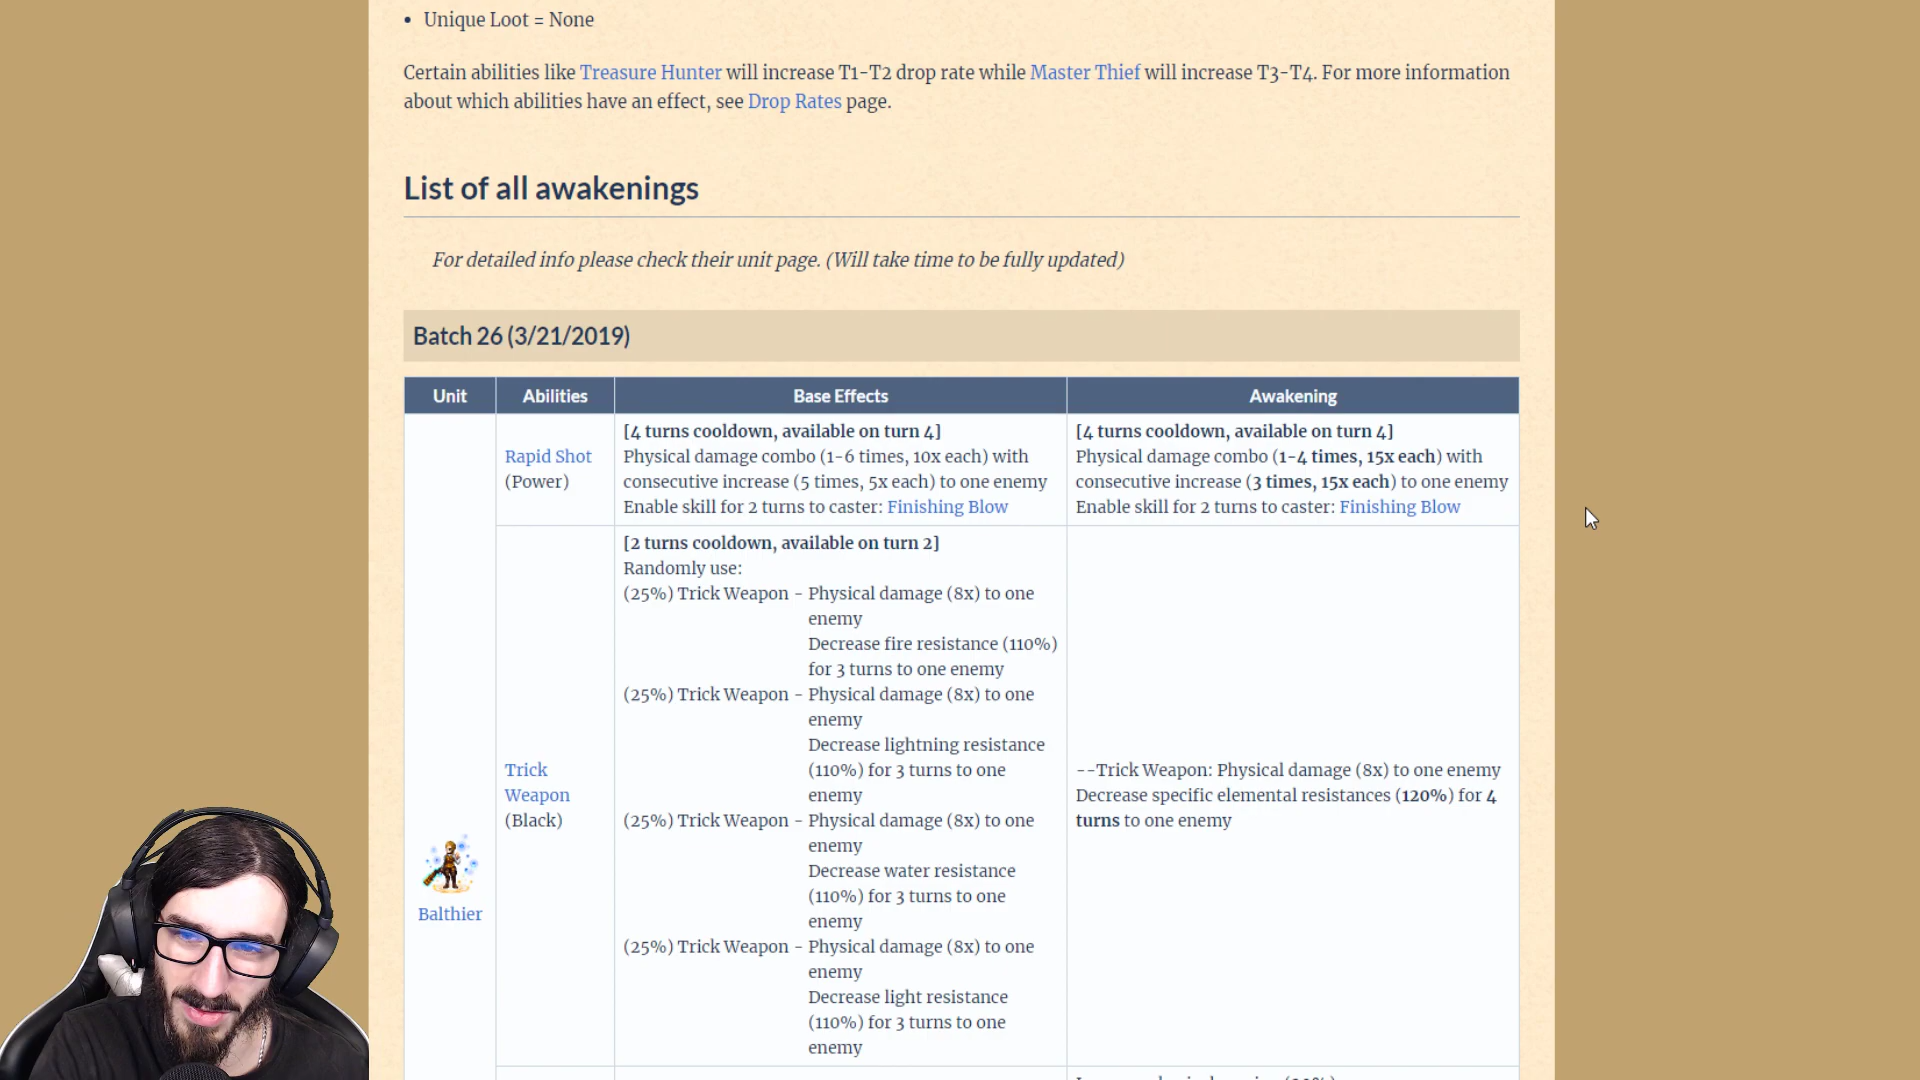 • Unique Loot = None
Certain abilities like Treasure Hunter will increase T1-T2 drop rate while Master Thief will increase T3-T4. For more information
about which abilities have an effect, see Drop Rates page.
List of all awakenings
For detailed info please check their unit page. (Will take time to be fully updated)
Batch 26 (3/21/2019)
Unit Abilities Base Effects Awakening
Balthier
Rapid Shot
(Power)
[4 turns cooldown, available on turn 4]
Physical damage combo (1-6 times, 10x each) with
consecutive increase (5 times, 5x each) to one enemy
Enable skill for 2 turns to caster: Finishing Blow
[4 turns cooldown, available on turn 4]
Physical damage combo (1-4 times, 15x each) with
consecutive increase (3 times, 15x each) to one enemy
Enable skill for 2 turns to caster: Finishing Blow
Trick
Weapon
(Black)
[2 turns cooldown, available on turn 2]
Randomly use:
(25%) Trick Weapon - Physical damage (8x) to one
enemy
Decrease fire resistance (110%)
for 3 turns to one enemy
(25%) Trick Weapon - Physical damage (8x) to one
enemy
Decrease lightning resistance
(110%) for 3 turns to one
enemy
(25%) Trick Weapon - Physical damage (8x) to one
enemy
Decrease water resistance
(110%) for 3 turns to one
enemy
(25%) Trick Weapon - Physical damage (8x) to one
enemy
Decrease light resistance
(110%) for 3 turns to one
enemy
--Trick Weapon: Physical damage (8x) to one enemy
Decrease specific elemental resistances (120%) for 4
turns to one enemy